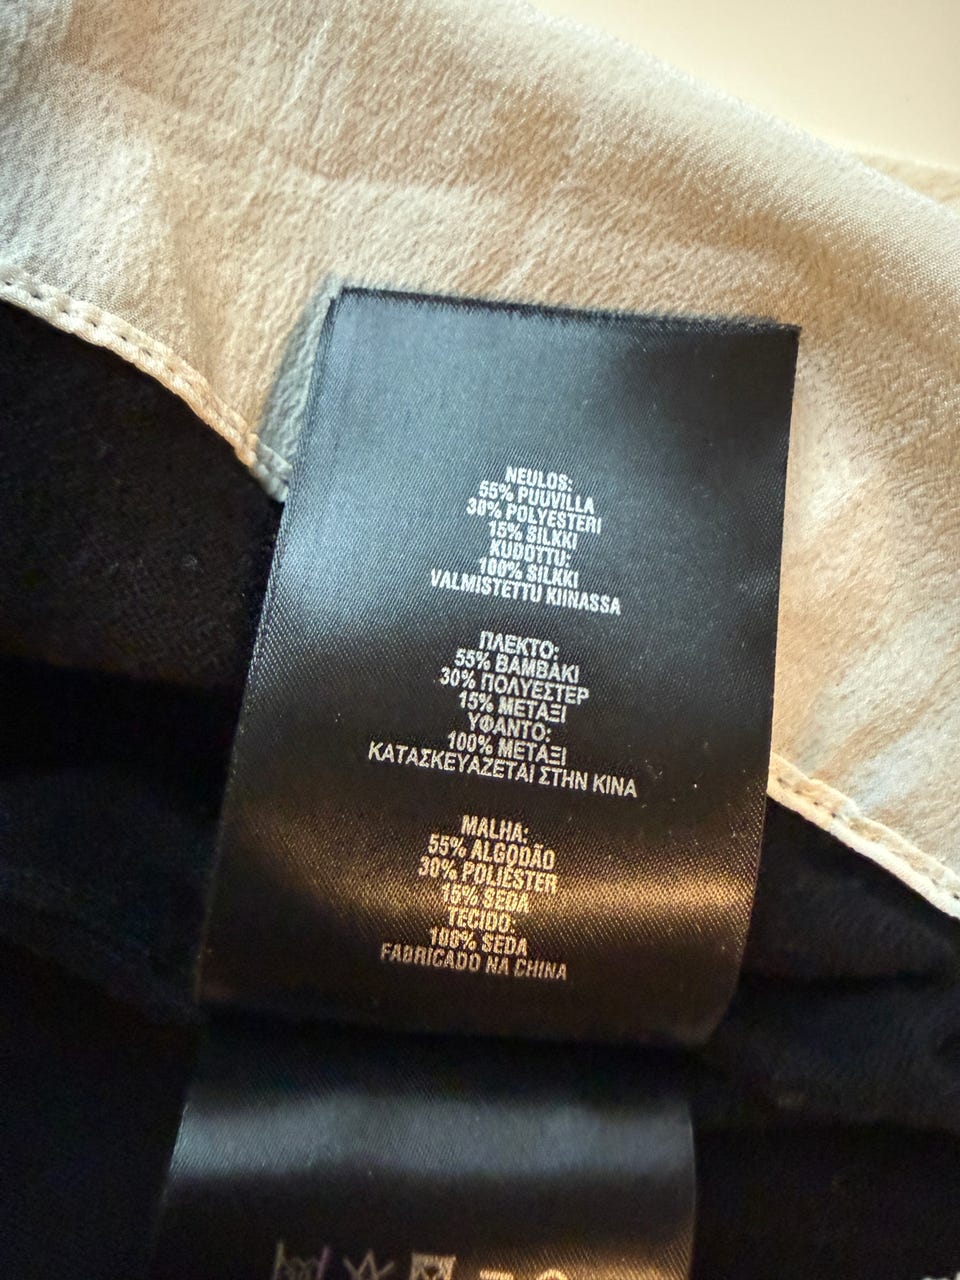 NEULOS:
55% PUUVILLA
30% POLYESTERI
15% SILKKI
KUDOTTU:
100% SILKKI
VALMISTETTU KIINASSA
ΠΛΕΚΤΟ:
55% ΒΑΜΒΑΚΙ
30% ΠΟΛΥΕΣΤΕΡ
15% ΜΕΤΑΞΙ
ΥΦΑΝΤΟ:
100% ΜΕΤΑΞΙ
ΚΑΤΑΣΚΕΥΑΖΕΤΑΙ ΣΤΗΝ ΚΙΝΑ
MALHA:
55% ALGODÃO
30% POLIÉSTER
15% SEDA
TECIDO:
100% SEDA
FABRICADO NA CHINA